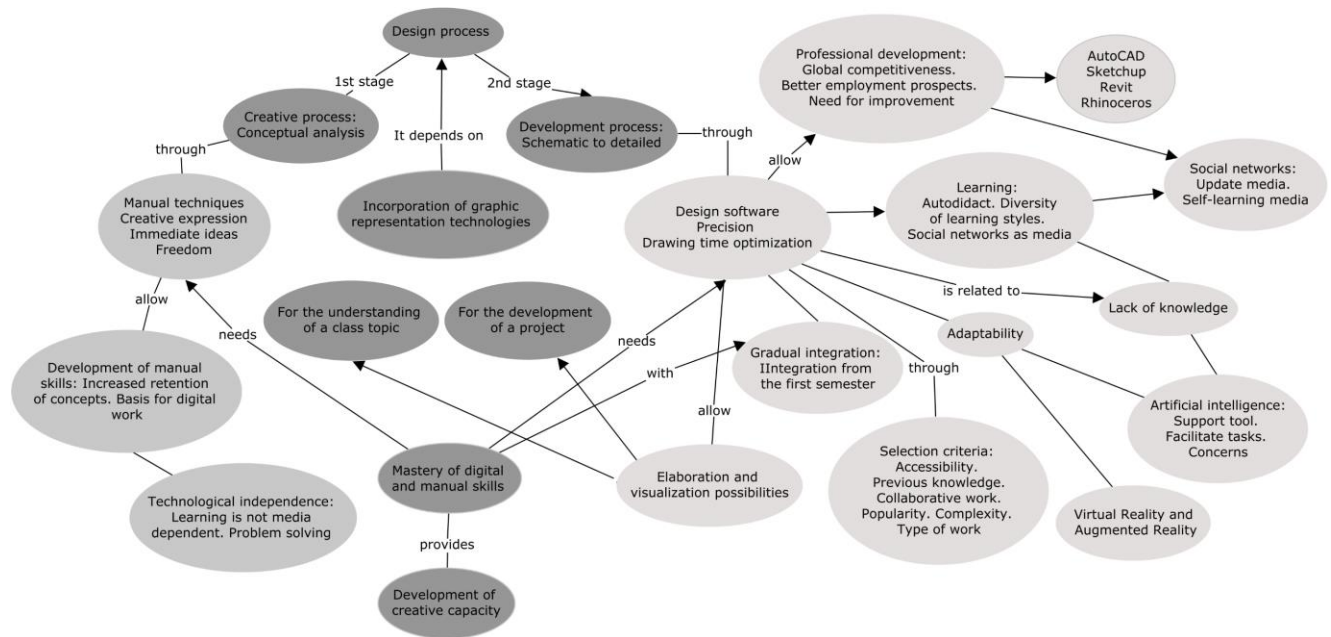 Design process
1st stage
2nd stage
Creative process:
Conceptual analysis
It depends on
Development process:
Schematic to detailed
through
through
Professional development:
Global competitiveness.
Better employment prospects.
Need for improvement
AutoCAD
Sketchup
Revit
Rhinoceros
allow
Manual techniques
Creative expression
Immediate ideas
Freedom
Incorporation of graphic
representation technologies
Design software
Precision
Drawing time optimization
Learning:
Autodidact. Diversity
of learning styles.
Social networks as media
Social networks:
Update media.
Self-learning media
allow
needs
For the understanding
of a class topic
For the development
of a project
needs
with
is related to
Lack of knowledge
Adaptability
Gradual integration:
IIntegration from
the first semester
through
Development of manual
skills: Increased retention
of concepts. Basis for digital
work
allow
Artificial intelligence:
Support tool.
Facilitate tasks.
Concerns
Mastery of digital
and manual skills
Elaboration and
visualization possibilities
Selection criteria:
Accessibility.
Previous knowledge.
Collaborative work.
Popularity. Complexity.
Type of work
Technological independence:
Learning is not media
dependent. Problem solving
Virtual Reality and
Augmented Reality
provides
Development of
creative capacity